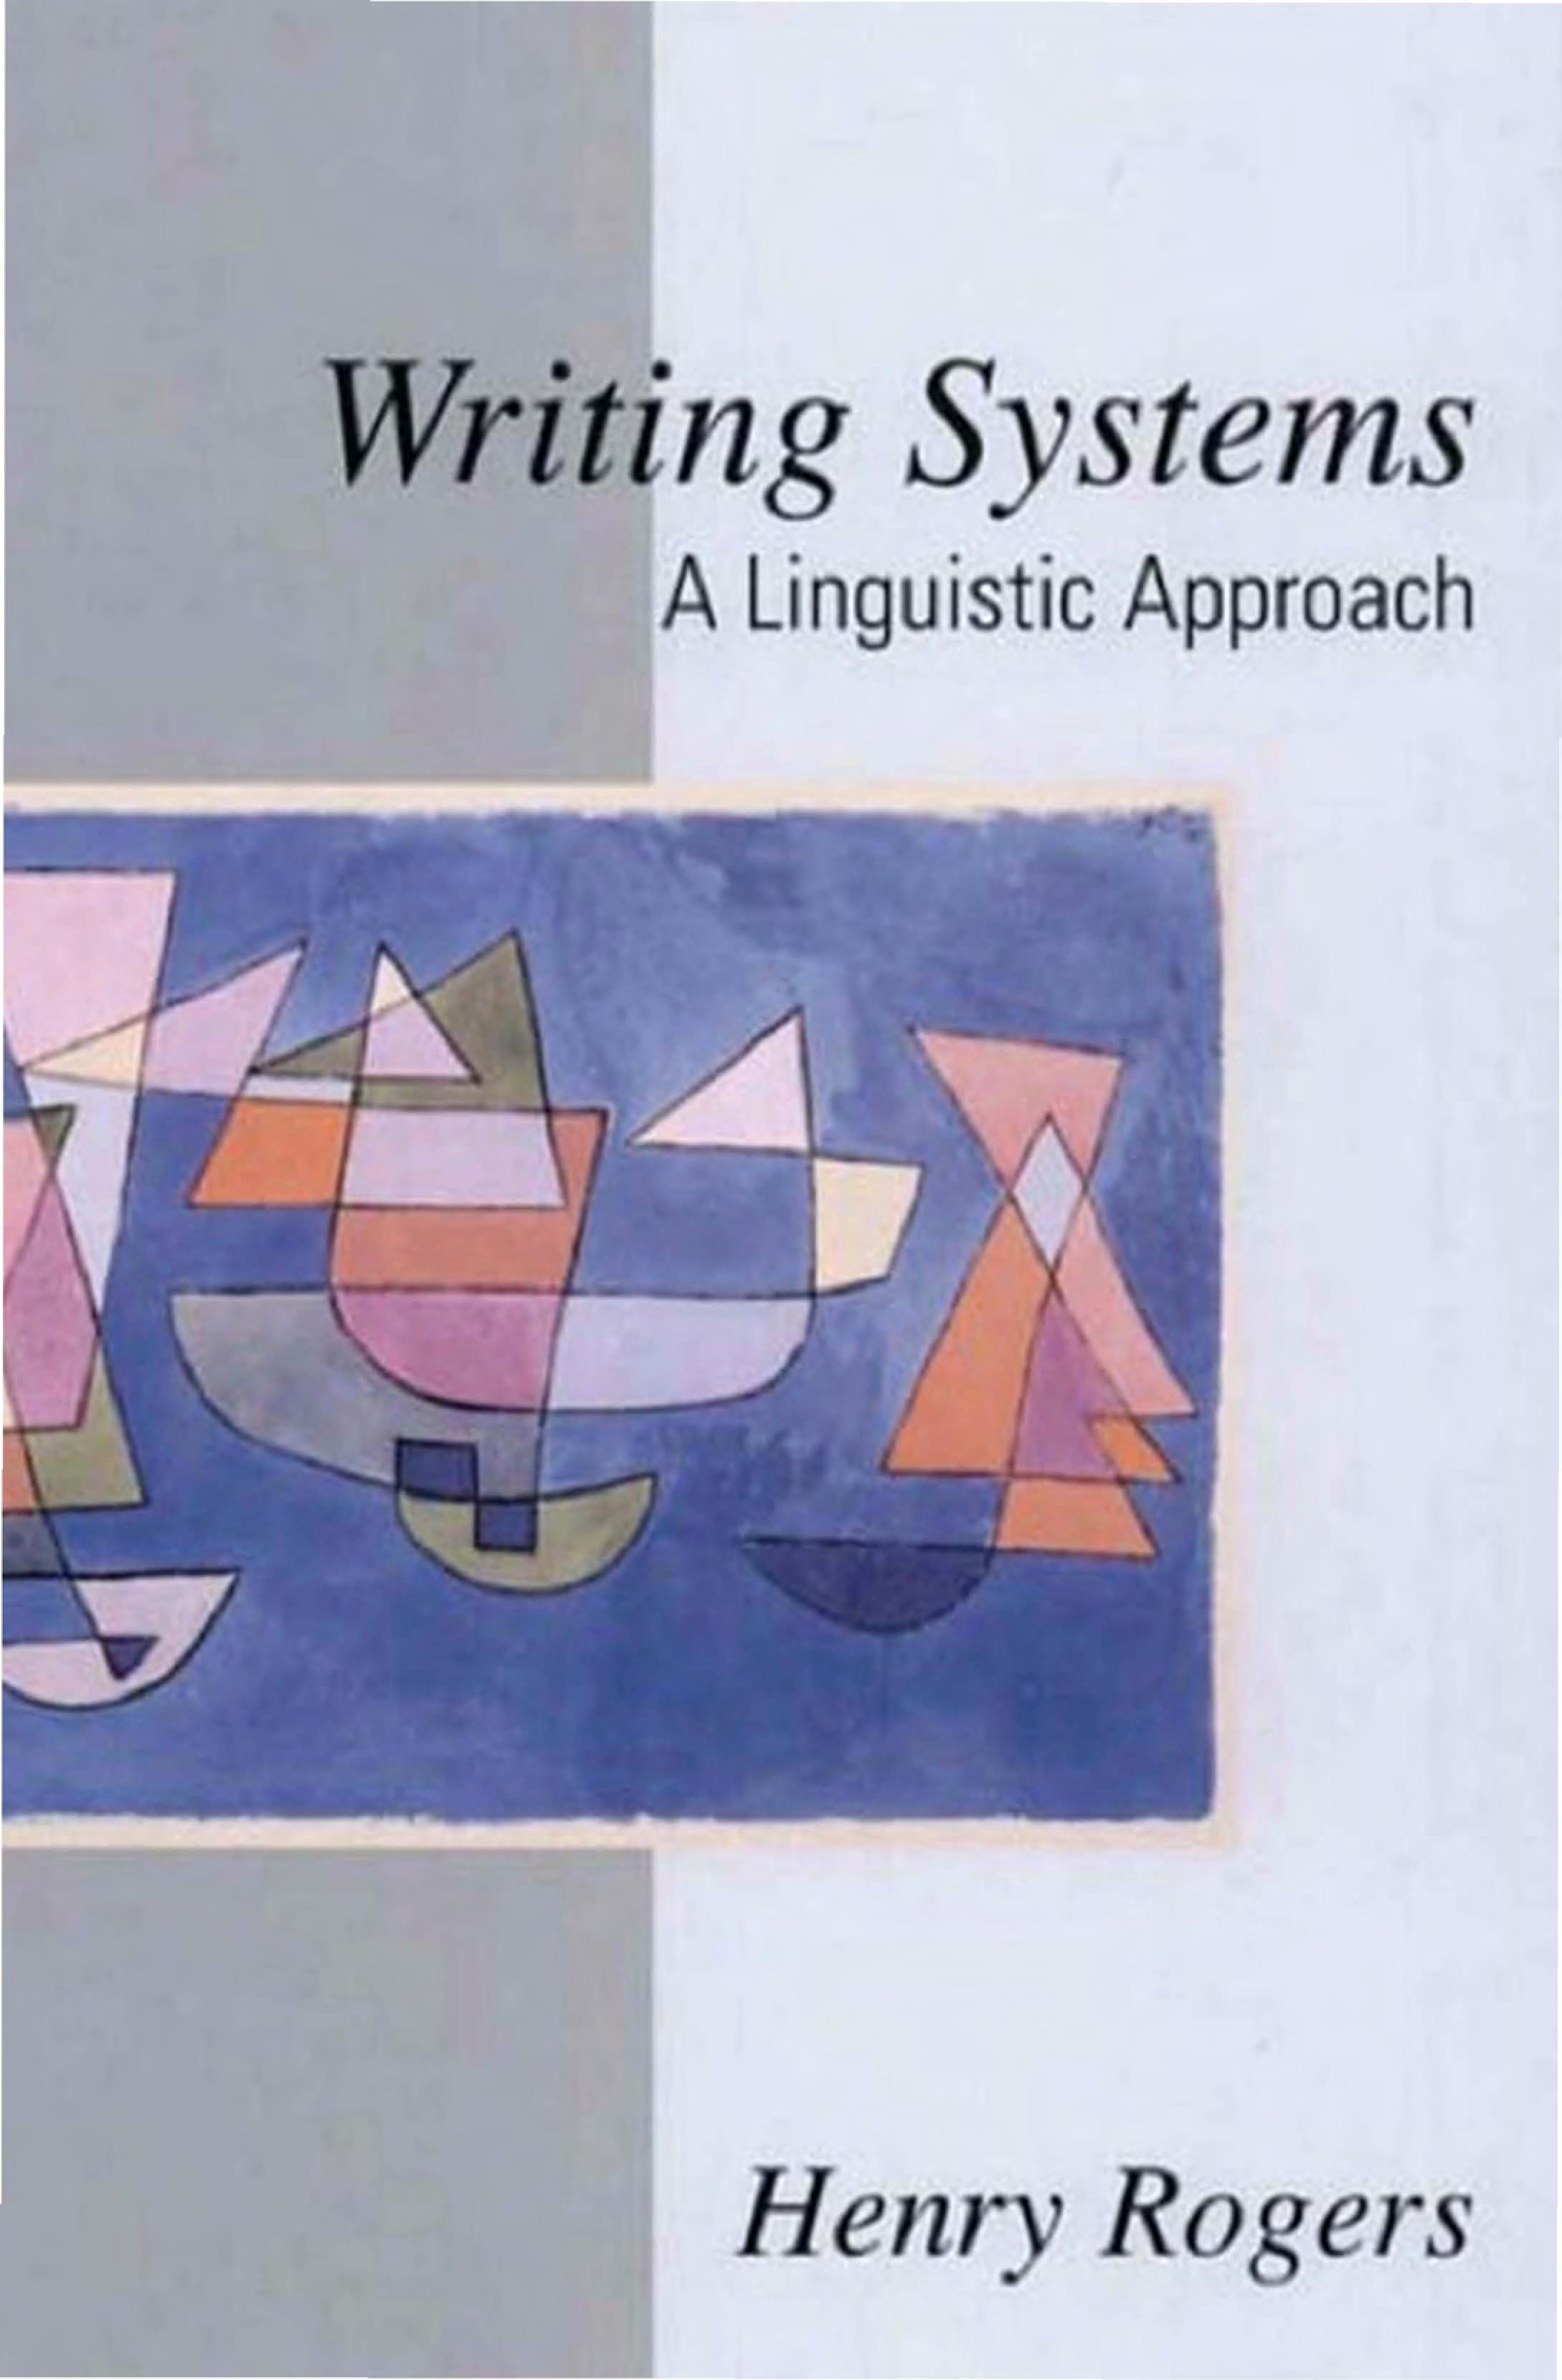 Writing Systems
A Linguistic Approach
Henry Rogers